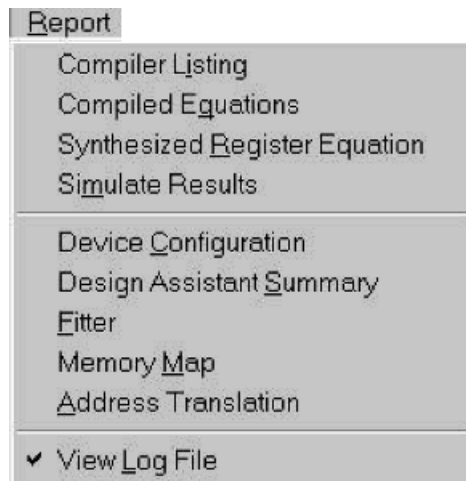 Report
Compiler Listing
Compiled Equations
Synthesized Register Equation
Simulate Results
Device Configuration
Design Assistant Summary
Fitter
Memory Map
Address Translation
✔ View Log File